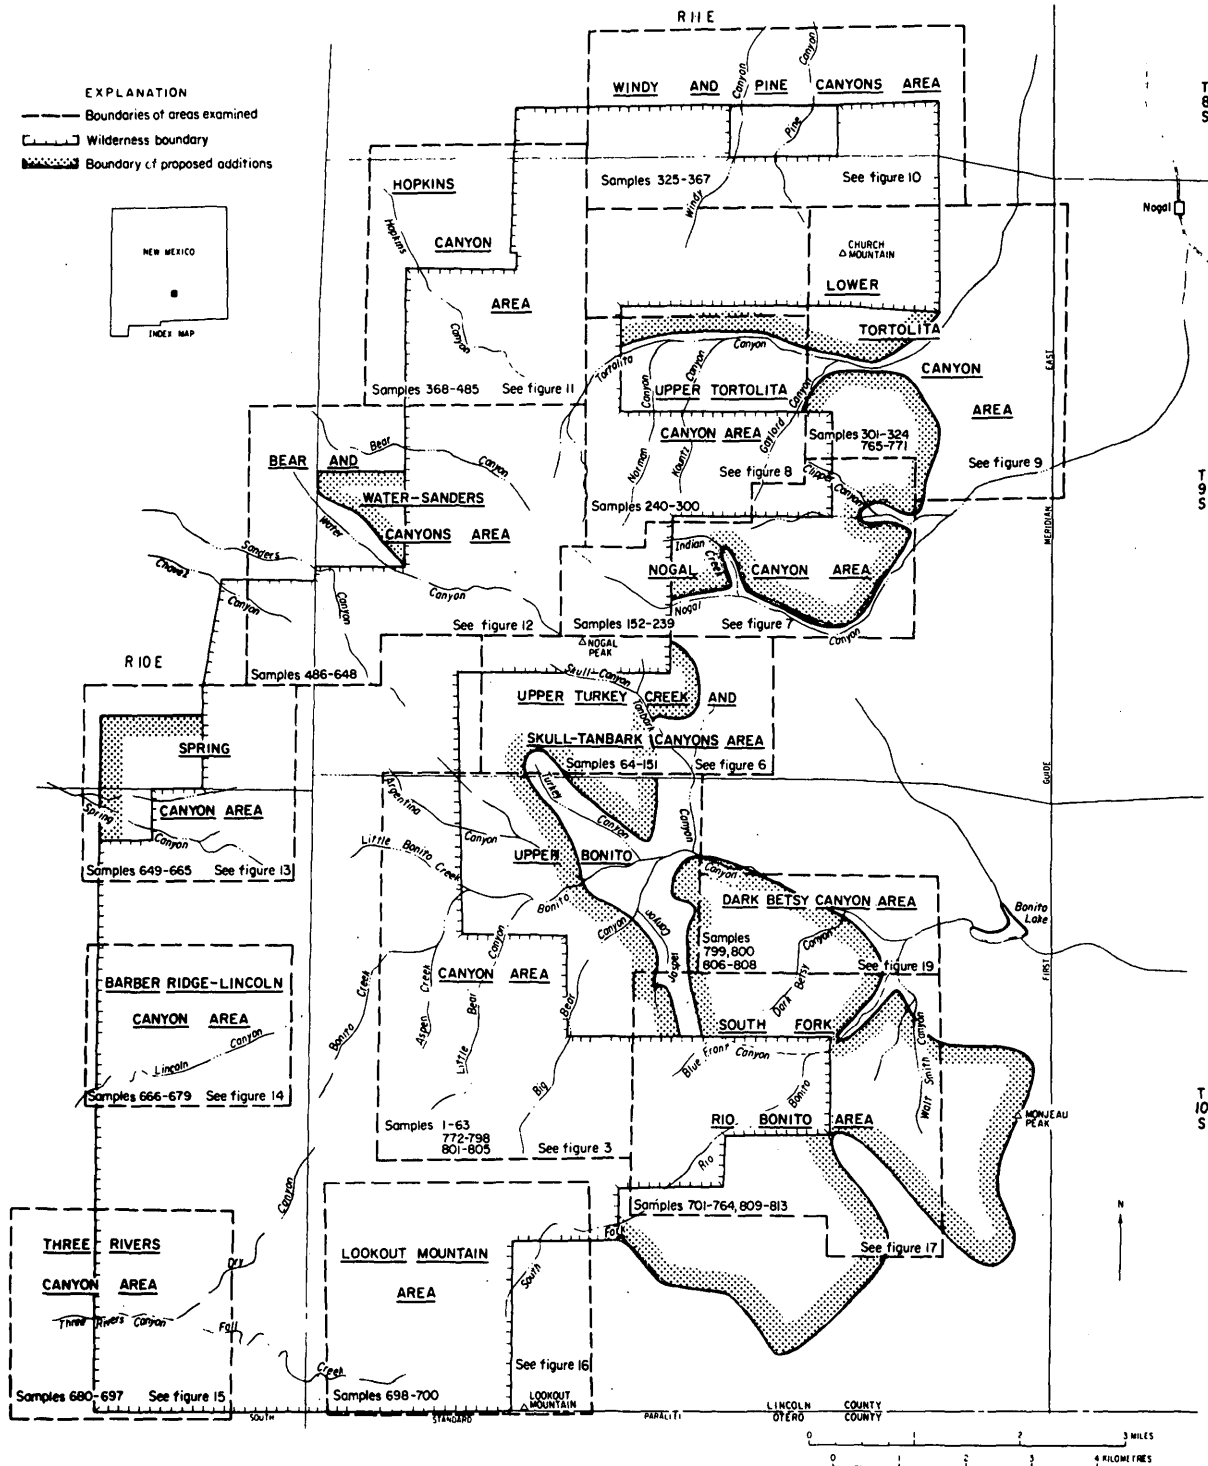 R 11 E
EXPLANATION
Boundaries of areas examined
Wilderness boundary
Boundary of proposed additions
NEW MEXICO
INDEX MAP
WINDY AND PINE CANYONS AREA
Canyon
Canyon
Pine
Windy
Samples 325-367 See figure 10
T
8
S
Nogal
HOPKINS
CANYON
AREA
Hopkins
Canyon
Samples 368-485 See figure 11
CHURCH
MOUNTAIN
LOWER
TORTOLITA
CANYON
AREA
Samples 301-324
765-771
See figure 9
Tortolita
Canyon
UPPER TORTOLITA
CANYON AREA
Norman
Canyon
Kountz
Canyon
Gaylord
Canyon
See figure 8
Samples 240-300
Clipper
Canyon
EAST
MERIDIAN
GUIDE
FIRST
T
9
S
BEAR AND
WATER-SANDERS
CANYONS AREA
Bear
Canyon
Water
Canyon
Sanders
Canyon
Chavez
Canyon
See figure 12
Samples 486-648
Indian
Creek
NOGAL
CANYON AREA
Nogal
Canyon
Samples 152-239 See figure 7
NOGAL
PEAK
Skull Canyon
Tanbark
Canyon
UPPER TURKEY CREEK AND
SKULL-TANBARK CANYONS AREA
Samples 64-151 See figure 6
R 10 E
SPRING
CANYON AREA
Spring
Canyon
Samples 649-665 See figure 13
Argentina
Canyon
Turkey
Canyon
Little Bonito Creek
UPPER BONITO
CANYON AREA
Bonito
Canyon
Canyon
Jasper
Canyon
Bonito
Creek
Aspen
Creek
Little
Bear
Canyon
Big
Bear
Samples 1-63
772-798
801-805
See figure 3
DARK BETSY CANYON AREA
Samples
799,800
806-808
Dark
Betsy
Canyon
See figure 19
Bonito
Lake
BARBER RIDGE-LINCOLN
CANYON AREA
Lincoln
Canyon
Samples 666-679 See figure 14
SOUTH FORK
RIO BONITO AREA
Blue Front Canyon
South
Fork
Rio
Bonito
Walt
Smith
Canyon
MONJEAU
PEAK
T
10
S
Samples 701-764, 809-813
See figure 17
THREE RIVERS
CANYON AREA
Three Rivers Canyon
Dry
Canyon
Fall
Creek
Samples 680-697 See figure 15
LOOKOUT MOUNTAIN
AREA
See figure 16
Samples 698-700
LOOKOUT
MOUNTAIN
N
SOUTH
STANDARD
LINCOLN COUNTY
OTERO COUNTY
0 1 2 3 MILES
0 1 2 3 4 KILOMETRES